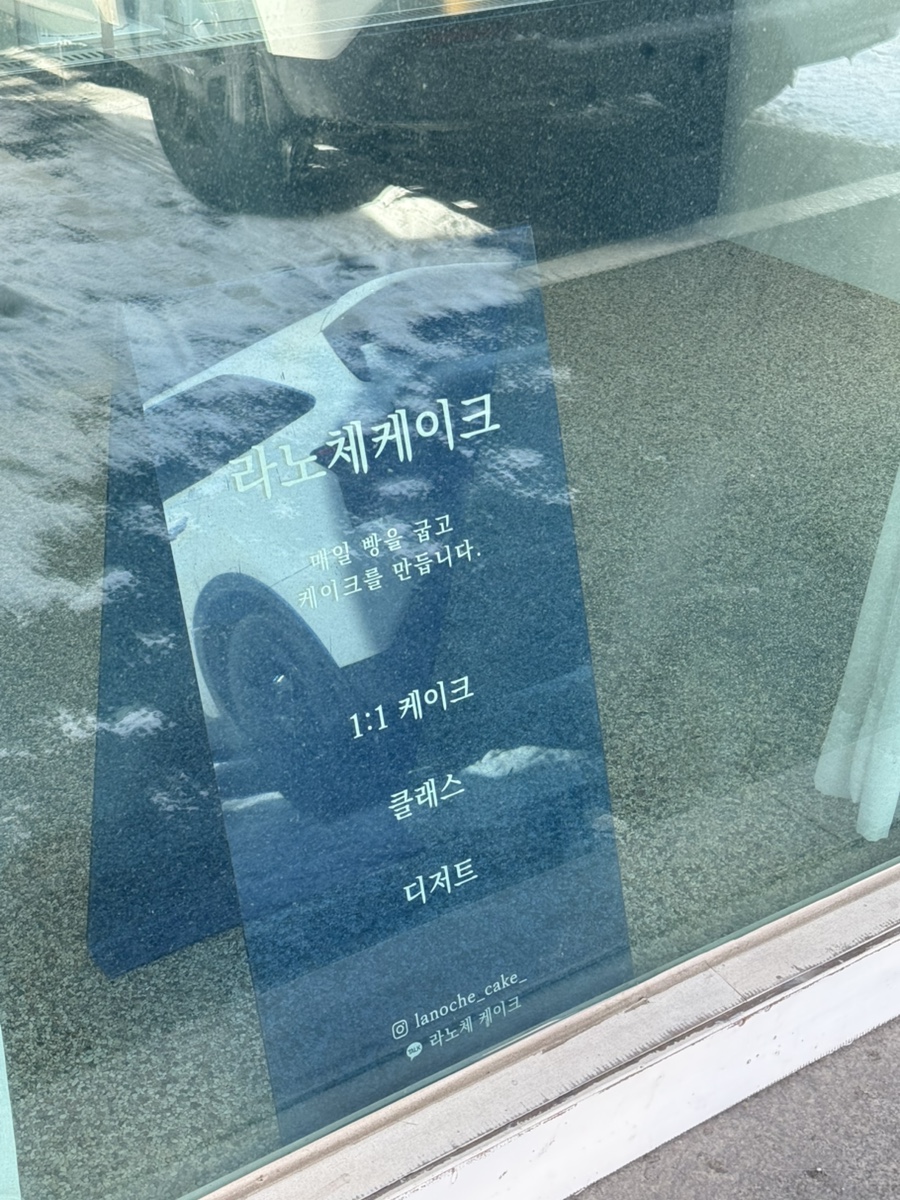 라노체케이크
매일 빵을 굽고
케이크를 만듭니다.
1:1 케이크
클래스
디저트
lanoche_cake_
라노체 케이크